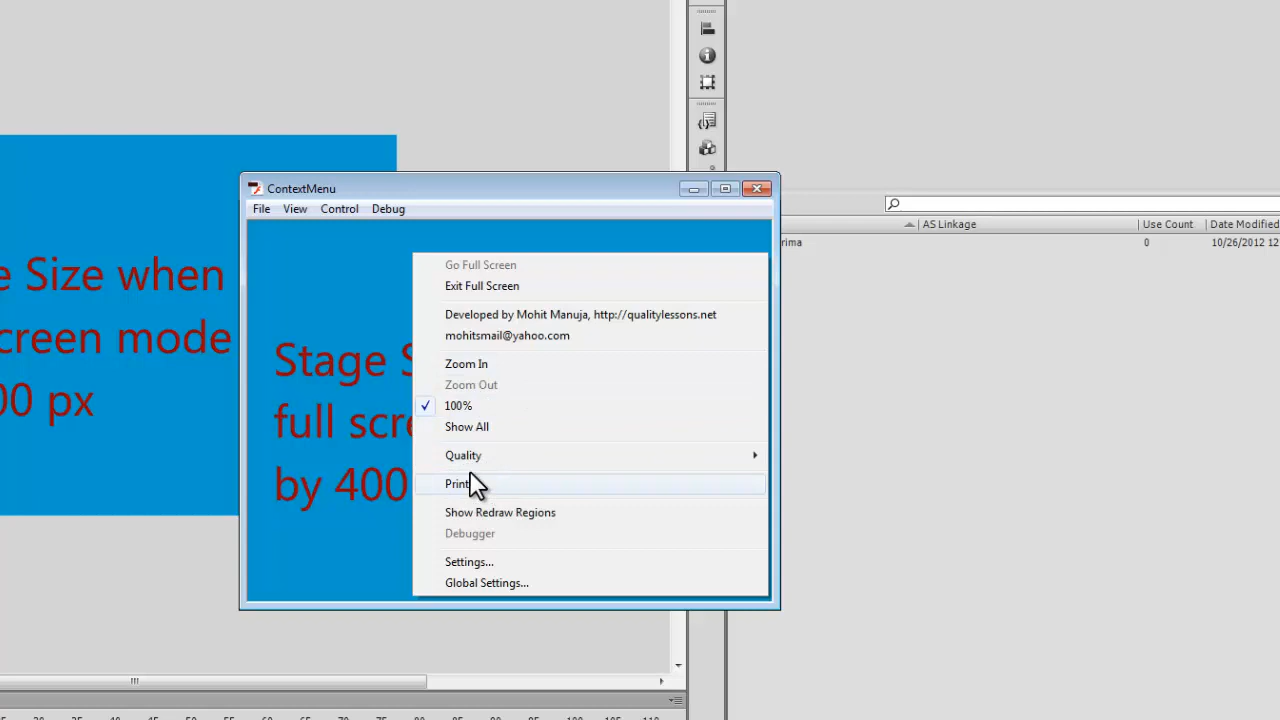 ContextMenu
File View Control Debug
AS Linkage Use Count Date Modified
rima 0 10/26/2012 12
e Size when
creen mode
00 px
Stage S
full scre
by 400
Go Full Screen
Exit Full Screen
Developed by Mohit Manuja, http://qualitylessons.net
mohitsmail@yahoo.com
Zoom In
Zoom Out
100%
Show All
Quality
Print
Show Redraw Regions
Debugger
Settings...
Global Settings...